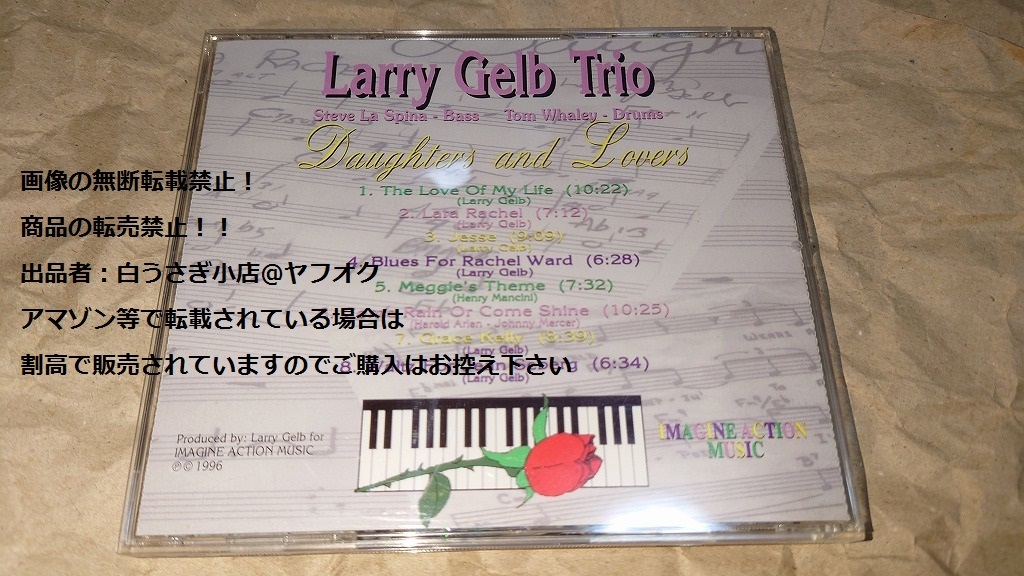 Larry Gelb Trio
Steve La Spina - Bass Tom Whaley - Drums
Daughters and Lovers
1. The Love Of My Life (10:22)
(Larry Gelb)
2. Lara Rachel (7:12)
(Larry Gelb)
3. Jesse (9:09)
(Larry Gelb)
4. Blues For Rachel Ward (6:28)
(Larry Gelb)
5. Meggie's Theme (7:32)
(Henry Mancini)
Rain Or Come Shine (10:25)
(Harold Arlen - Johnny Mercer)
7. Grace Kelly (8:39)
(Larry Gelb)
8. (6:34)
(Larry Gelb)
画像の無断転載禁止!
商品の転売禁止!!
出品者:白うさぎ小店@ヤフオク
アマゾン等で転載されている場合は
割高で販売されていますのでご購入はお控え下さい
Produced by: Larry Gelb for
IMAGINE ACTION MUSIC
℗© 1996
IMAGINE ACTION
MUSIC